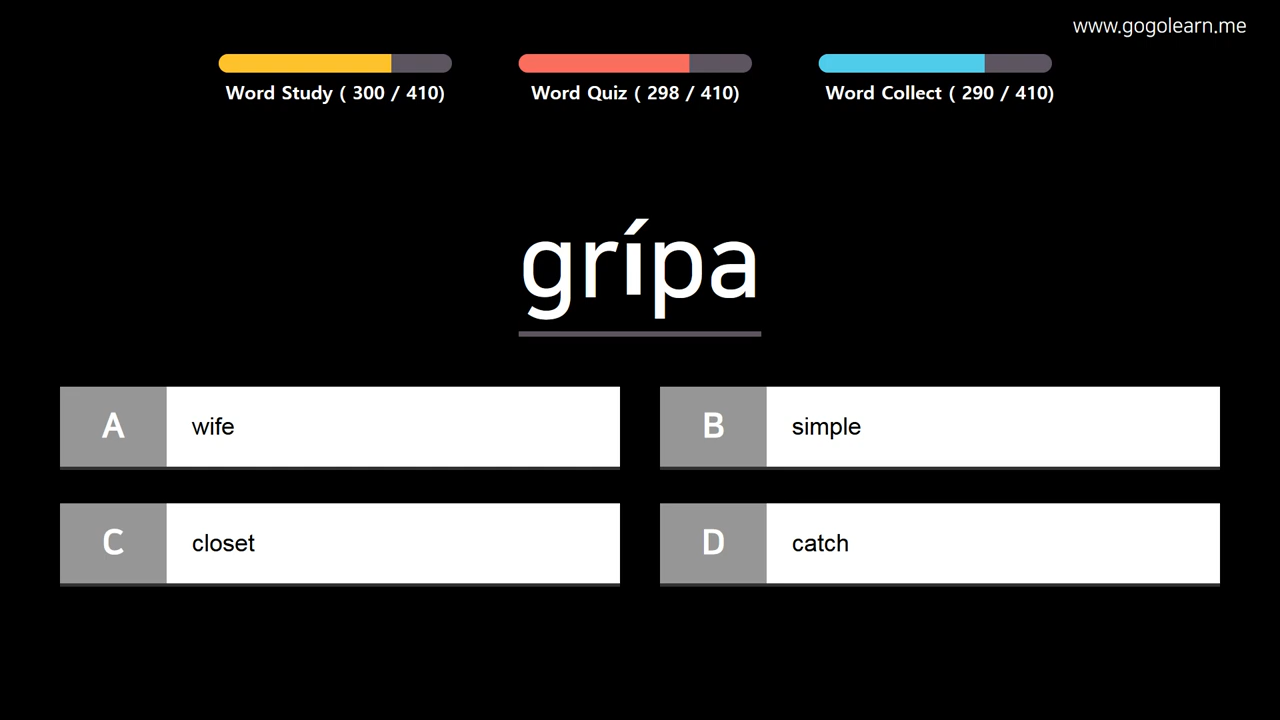 www.gogolearn.me
Word Study ( 300 / 410)
Word Quiz ( 298 / 410)
Word Collect ( 290 / 410)
grípa
A wife
B simple
C closet
D catch